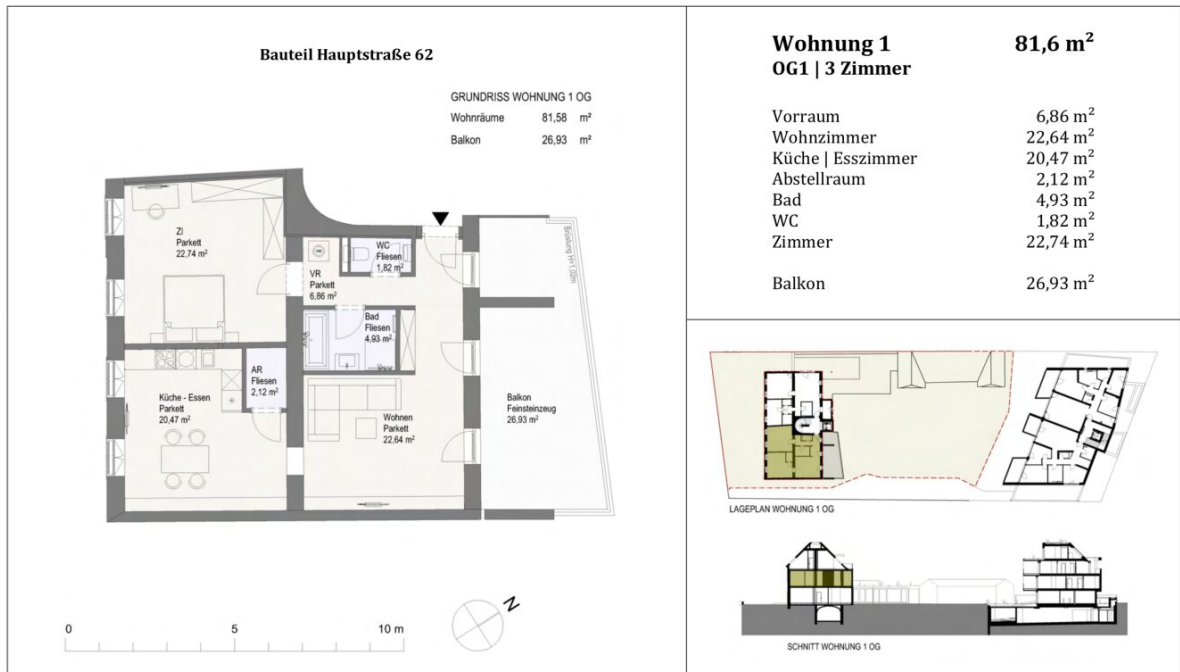 Bauteil Hauptstraße 62
GRUNDRISS WOHNUNG 1 OG
Wohnräume 81,58 m²
Balkon 26,93 m²
ZI
Parkett
22,74 m²
WC
Fliesen
1,82 m²
VR
Parkett
6,86 m²
Bad
Fliesen
4,93 m²
AR
Fliesen
2,12 m²
Küche - Essen
Parkett
20,47 m²
Wohnen
Parkett
22,64 m²
Balkon
Feinsteinzeug
26,93 m²
Brüstung H=1,02m
0 5 10 m
N
Wohnung 1 81,6 m²
OG1 | 3 Zimmer
Vorraum 6,86 m²
Wohnzimmer 22,64 m²
Küche | Esszimmer 20,47 m²
Abstellraum 2,12 m²
Bad 4,93 m²
WC 1,82 m²
Zimmer 22,74 m²
Balkon 26,93 m²
LAGEPLAN WOHNUNG 1 OG
SCHNITT WOHNUNG 1 OG